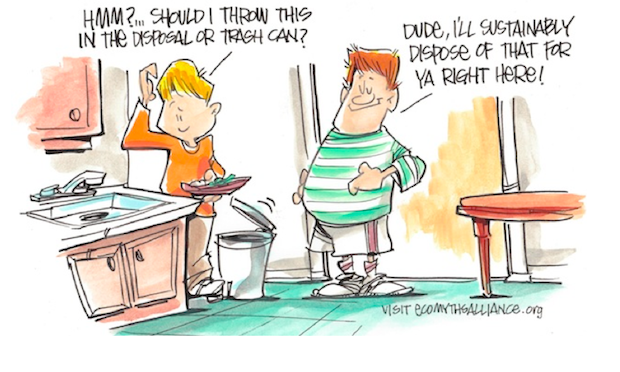 HMM?... SHOULD I THROW THIS
IN THE DISPOSAL OR TRASH CAN?
DUDE, I'LL SUSTAINABLY
DISPOSE OF THAT FOR
YA RIGHT HERE!
VISIT ECOMYTHSALLIANCE.org